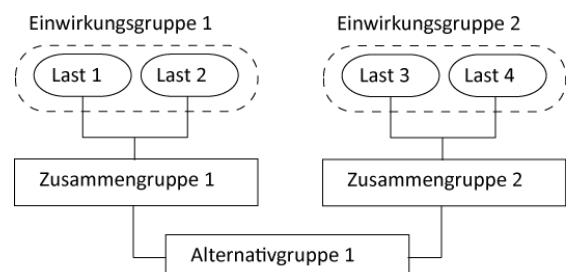 Einwirkungsgruppe 1 Einwirkungsgruppe 2
Last 1 Last 2 Last 3 Last 4
Zusammengruppe 1 Zusammengruppe 2
Alternativgruppe 1